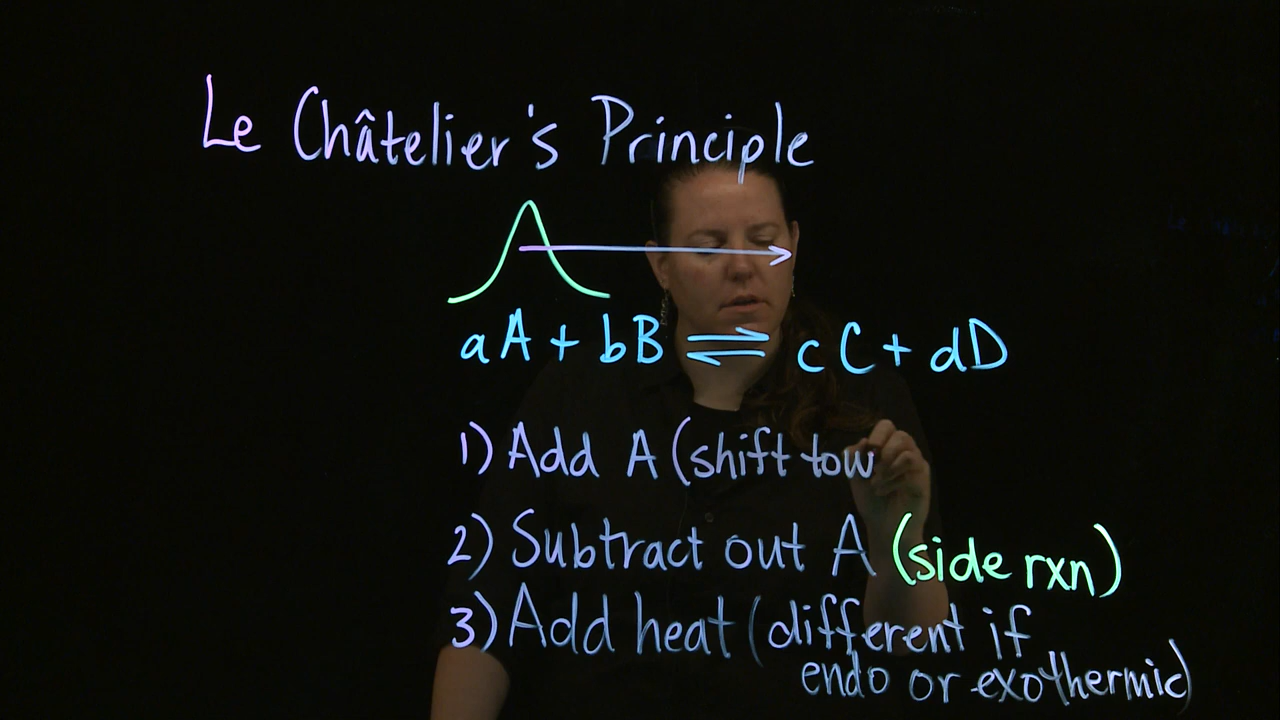 Le Châtelier's Principle
aA + bB ⇌ cC + dD
1) Add A (shift tow
2) Subtract out A (side rxn)
3) Add heat (different if
endo or exothermic)